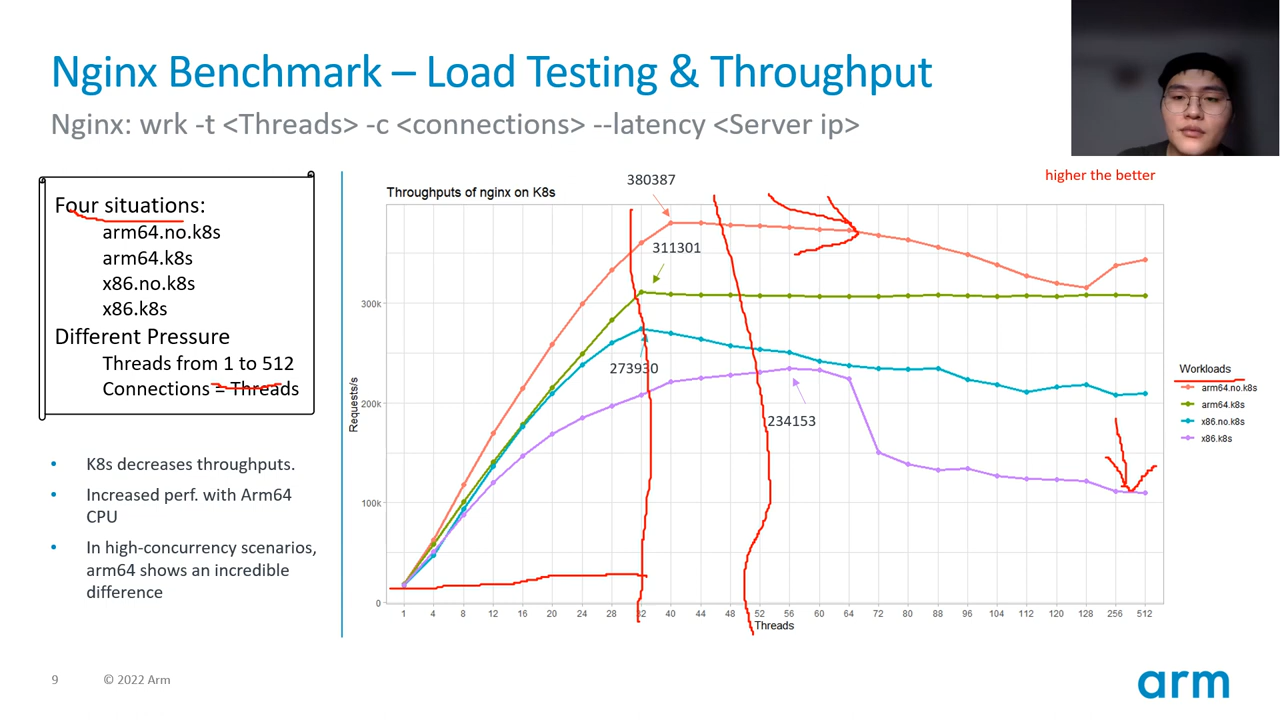 Nginx Benchmark – Load Testing & Throughput
Nginx: wrk -t <Threads> -c <connections> --latency <Server ip>
higher the better
Four situations:
arm64.no.k8s
arm64.k8s
x86.no.k8s
x86.k8s
Different Pressure
Threads from 1 to 512
Connections = Threads
K8s decreases throughputs.
Increased perf. with Arm64
CPU
In high-concurrency scenarios,
arm64 shows an incredible
difference
Throughputs of nginx on K8s
380387
311301
273930
234153
Requests/s
300k
200k
100k
0
1 4 8 12 16 20 24 28 32 40 44 48 52 56 60 64 72 80 88 96 104 112 120 128 256 512
Threads
Workloads
arm64.no.k8s
arm64.k8s
x86.no.k8s
x86.k8s
9 © 2022 Arm
arm